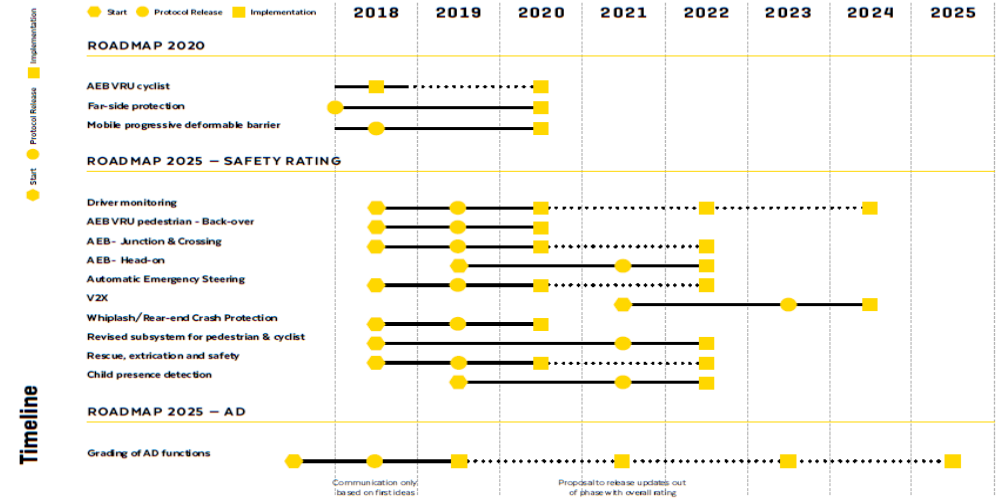 Start Protocol Release Implementation 2018 2019 2020 2021 2022 2023 2024 2025
ROADMAP 2020
AEB VRU cyclist
Far-side protection
Mobile progressive deformable barrier
ROADMAP 2025 – SAFETY RATING
Driver monitoring
AEB VRU pedestrian - Back-over
AEB - Junction & Crossing
AEB - Head-on
Automatic Emergency Steering
V2X
Whiplash/Rear-end Crash Protection
Revised subsystem for pedestrian & cyclist
Rescue, extrication and safety
Child presence detection
ROADMAP 2025 – AD
Grading of AD functions
Communication only
based on first ideas
Proposal to release updates out
of phase with overall rating
Timeline
Start Protocol Release Implementation